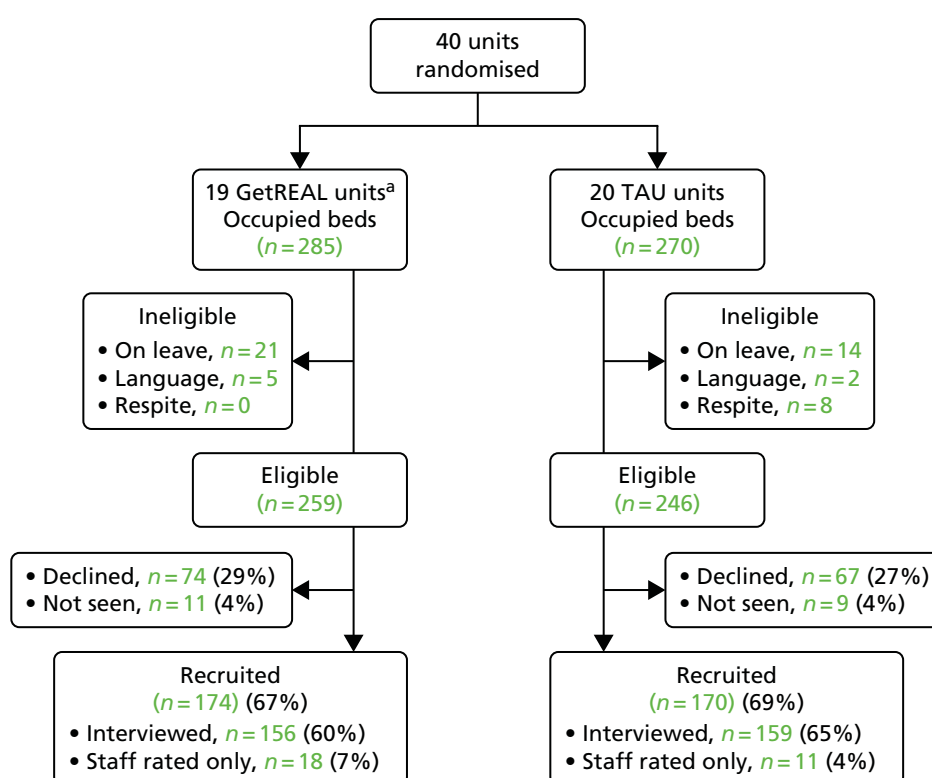 40 units
randomised
19 GetREAL unitsᵃ
Occupied beds
(n=285)
20 TAU units
Occupied beds
(n=270)
Ineligible
• On leave, n=21
• Language, n=5
• Respite, n=0
Ineligible
• On leave, n=14
• Language, n=2
• Respite, n=8
Eligible
(n=259)
Eligible
(n=246)
• Declined, n=74 (29%)
• Not seen, n=11 (4%)
• Declined, n=67 (27%)
• Not seen, n=9 (4%)
Recruited
(n=174) (67%)
• Interviewed, n=156 (60%)
• Staff rated only, n=18 (7%)
Recruited
(n=170) (69%)
• Interviewed, n=159 (65%)
• Staff rated only, n=11 (4%)